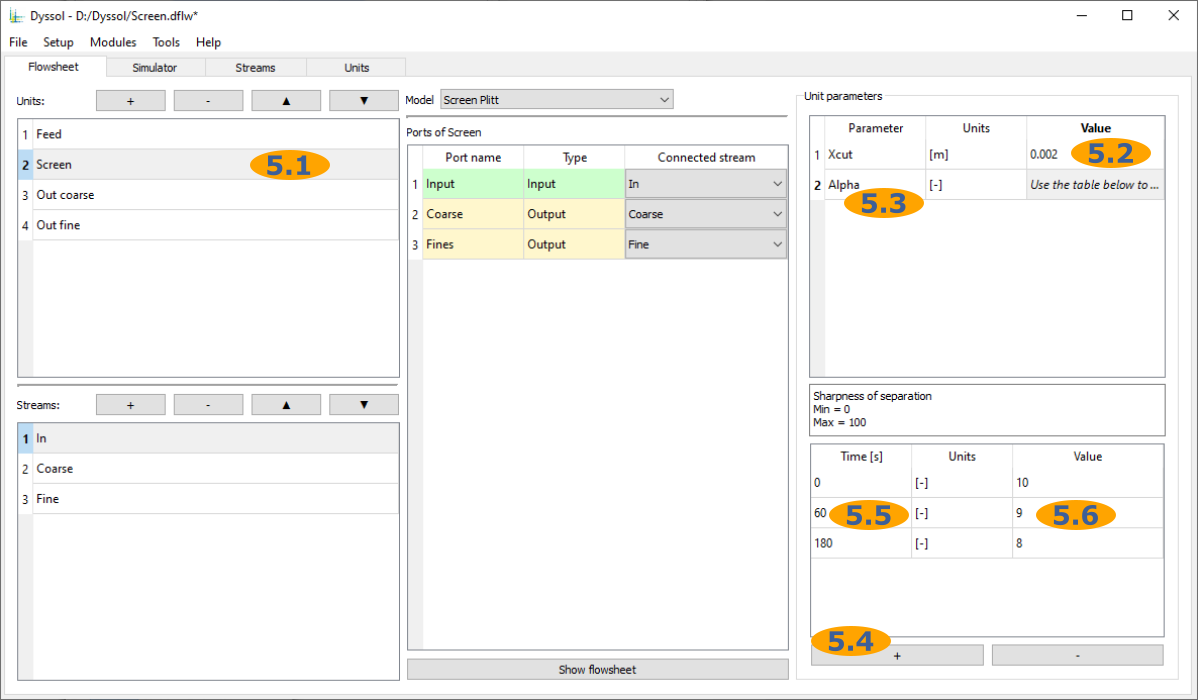 Dyssol - D:/Dyssol/Screen.dflw*
File Setup Modules Tools Help
Flowsheet Simulator Streams Units
Units: + - ▲ ▼
1 Feed
2 Screen 5.1
3 Out coarse
4 Out fine
Streams: + - ▲ ▼
1 In
2 Coarse
3 Fine
Model Screen Plitt
Ports of Screen
Port name Type Connected stream
1 Input Input In
2 Coarse Output Coarse
3 Fines Output Fine
Show flowsheet
Unit parameters
Parameter Units Value
1 Xcut [m] 0.002 5.2
2 Alpha [-] Use the table below to ...
5.3
Sharpness of separation
Min = 0
Max = 100
Time [s] Units Value
0 [-] 10
60 5.5 [-] 9 5.6
180 [-] 8
5.4
+ -